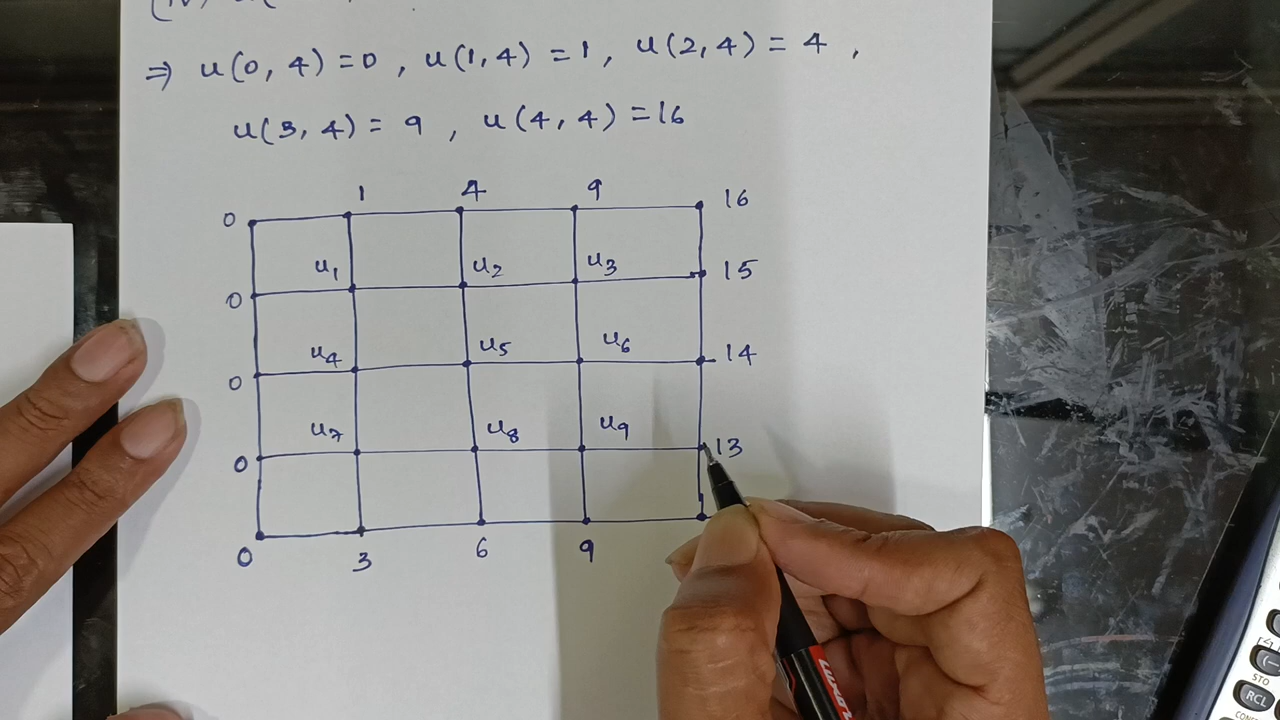 ⇒ u(0, 4) = 0 , u(1, 4) = 1, u(2, 4) = 4 ,
u(3, 4) = 9 , u(4, 4) = 16
1 4 9
0 16
u₁ u₂ u₃
0 15
u₄ u₅ u₆
0 14
u₇ u₈ u₉
0 13
0 3 6 9
STO
RCL